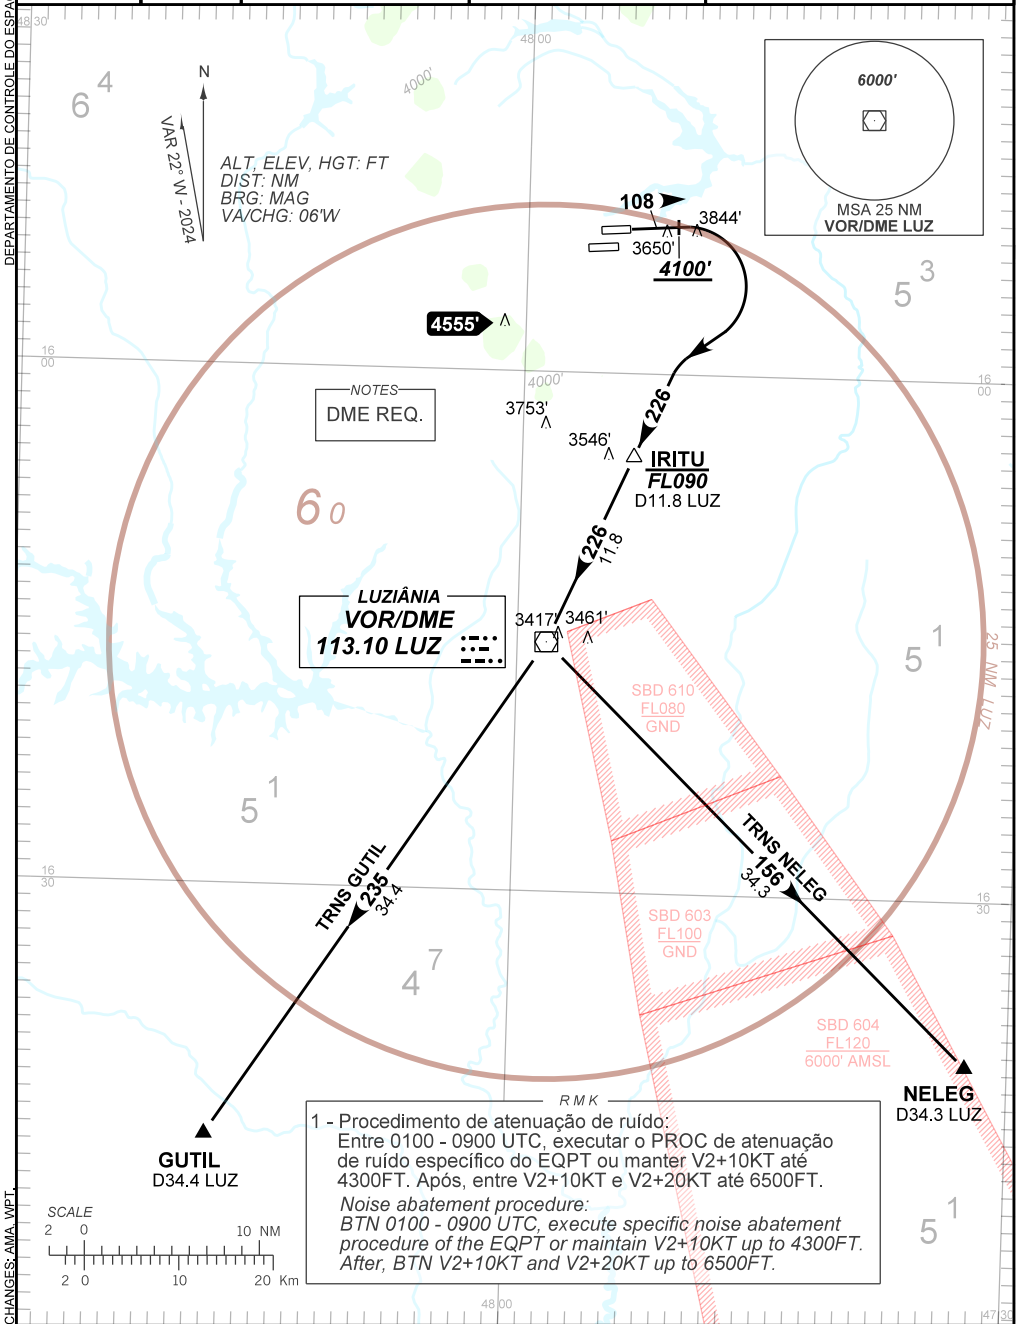 DEPARTAMENTO DE CONTROLE DO ESPAÇ
CHANGES: AMA, WPT.
48 30
48 00
N
VAR 22° W - 2024
6 4
4000'
ALT, ELEV, HGT: FT
DIST: NM
BRG: MAG
VA/CHG: 06'W
6000'
MSA 25 NM
VOR/DME LUZ
108
3844'
3650'
4100'
5 3
4555'
16 00
16 00
4000'
NOTES
DME REQ.
3753'
226
3546'
IRITU
FL090
D11.8 LUZ
6 0
226
11.8
LUZIÂNIA
VOR/DME
113.10 LUZ
3417'
3461'
5 1
25 NM LUZ
SBD 610
FL080
GND
5 1
TRNS GUTIL
235
34.4
TRNS NELEG
156
34.3
16 30
16 30
SBD 603
FL100
GND
4 7
SBD 604
FL120
6000' AMSL
NELEG
D34.3 LUZ
GUTIL
D34.4 LUZ
RMK
1 - Procedimento de atenuação de ruído:
Entre 0100 - 0900 UTC, executar o PROC de atenuação
de ruído específico do EQPT ou manter V2+10KT até
4300FT. Após, entre V2+10KT e V2+20KT até 6500FT.
Noise abatement procedure:
BTN 0100 - 0900 UTC, execute specific noise abatement
procedure of the EQPT or maintain V2+10KT up to 4300FT.
After, BTN V2+10KT and V2+20KT up to 6500FT.
5 1
SCALE
2 0 10 NM
2 0 10 20 Km
48 00
47 30